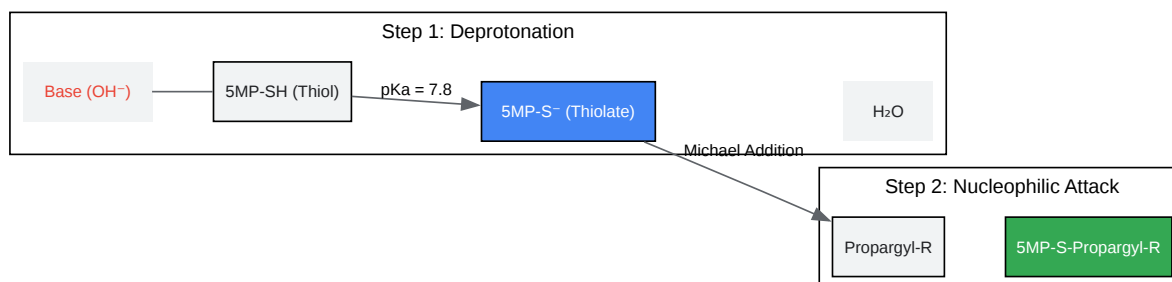 Step 1: Deprotonation
Base (OH⁻)
5MP-SH (Thiol)
pKa = 7.8
5MP-S⁻ (Thiolate)
H₂O
Michael Addition
Step 2: Nucleophilic Attack
Propargyl-R
5MP-S-Propargyl-R